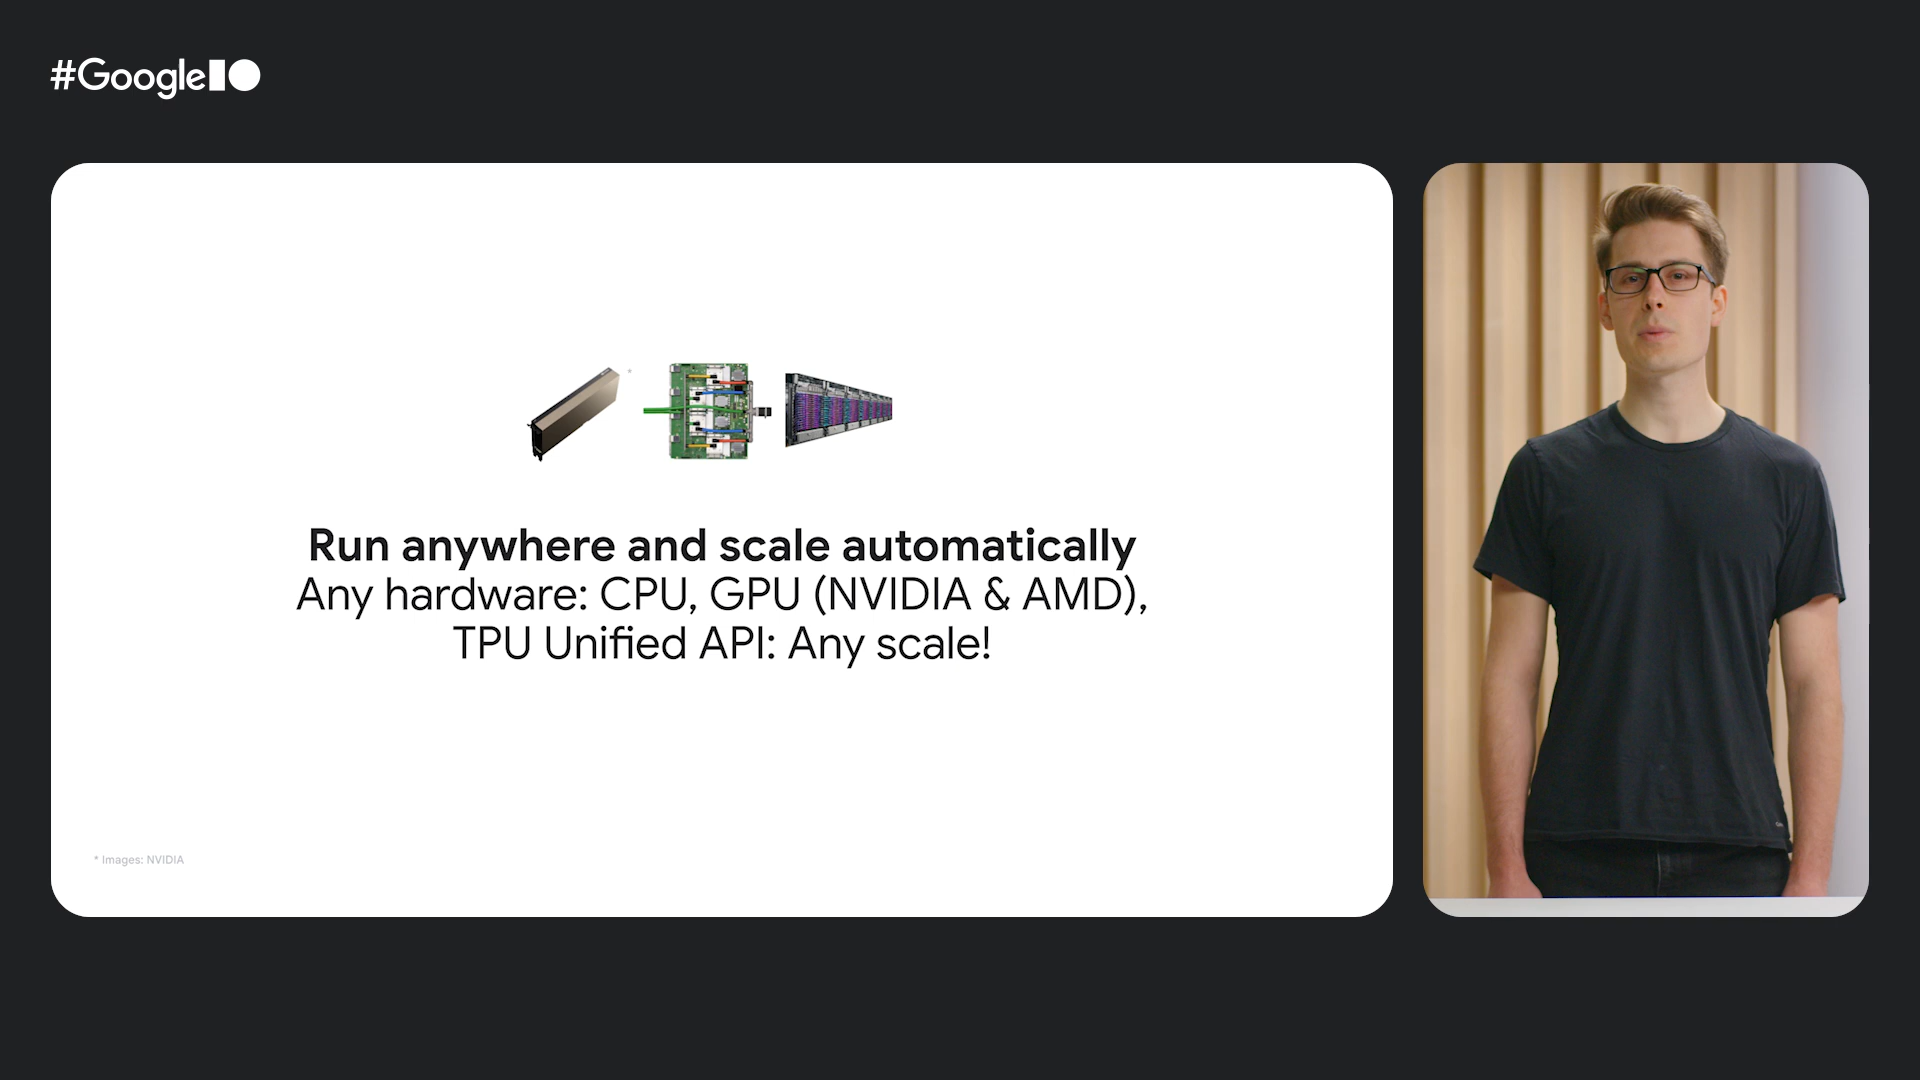 #GoogleIO
Run anywhere and scale automatically
Any hardware: CPU, GPU (NVIDIA & AMD),
TPU Unified API: Any scale!
* Images: NVIDIA